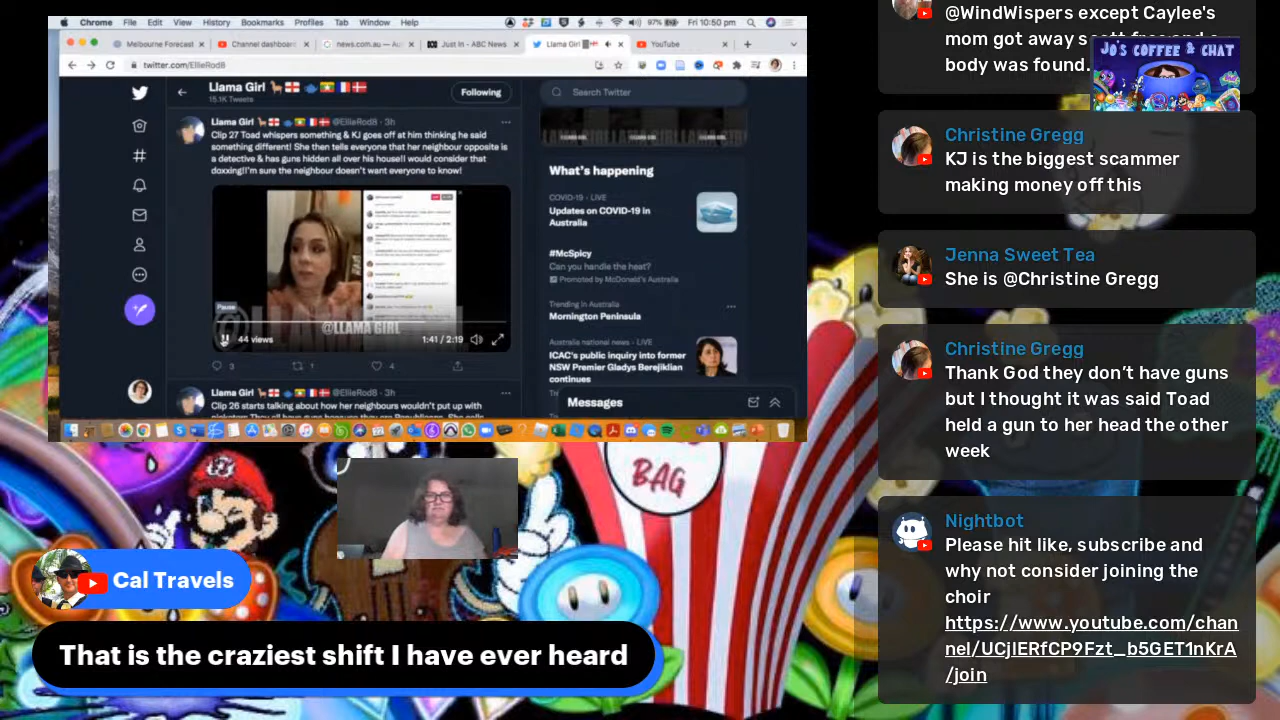 Chrome File Edit View History Bookmarks Profiles Tab Window Help
97% Fri 10:50 pm
Melbourne Forecast
Channel dashboard
news.com.au — Au
Just In - ABC News
Llama Girl
YouTube
twitter.com/EllieRod8
Llama Girl
15.1K Tweets
Following
Search Twitter
Llama Girl @EllieRod8 · 3h
Clip 27 Toad whispers something & KJ goes off at him thinking he said
something different! She then tells everyone that her neighbour opposite is
a detective & has guns hidden all over his house!I would consider that
doxxing!I'm sure the neighbour doesn't want everyone to know!
Pause
@LLAMA GIRL
44 views
1:41 / 2:19
3
1
4
Llama Girl @EllieRod8 · 3h
Clip 26 starts talking about how her neighbours wouldn't put up with
What's happening
COVID-19 · LIVE
Updates on COVID-19 in
Australia
#McSpicy
Can you handle the heat?
Promoted by McDonald's Australia
Trending in Australia
Mornington Peninsula
Australia national news · LIVE
ICAC's public inquiry into former
NSW Premier Gladys Berejiklian
continues
Messages
BAG
Cal Travels
That is the craziest shift I have ever heard
@WindWispers except Caylee's
mom not always
body was found.
JO'S COFFEE & CHAT
Christine Gregg
KJ is the biggest scammer
makes money of this
Jenna Sweet Tea
She is @Christine Gregg
Christine Gregg
Thank God they don't have guns
but I thought it was said Toad
held a gun to her head the other
week
Nightbot
Please hit like, subscribe and
why not consider joining the
choir
https://www.youtube.com/chan
nel/UCjlERfCP9Fzt_b5GET1nKrA
/join